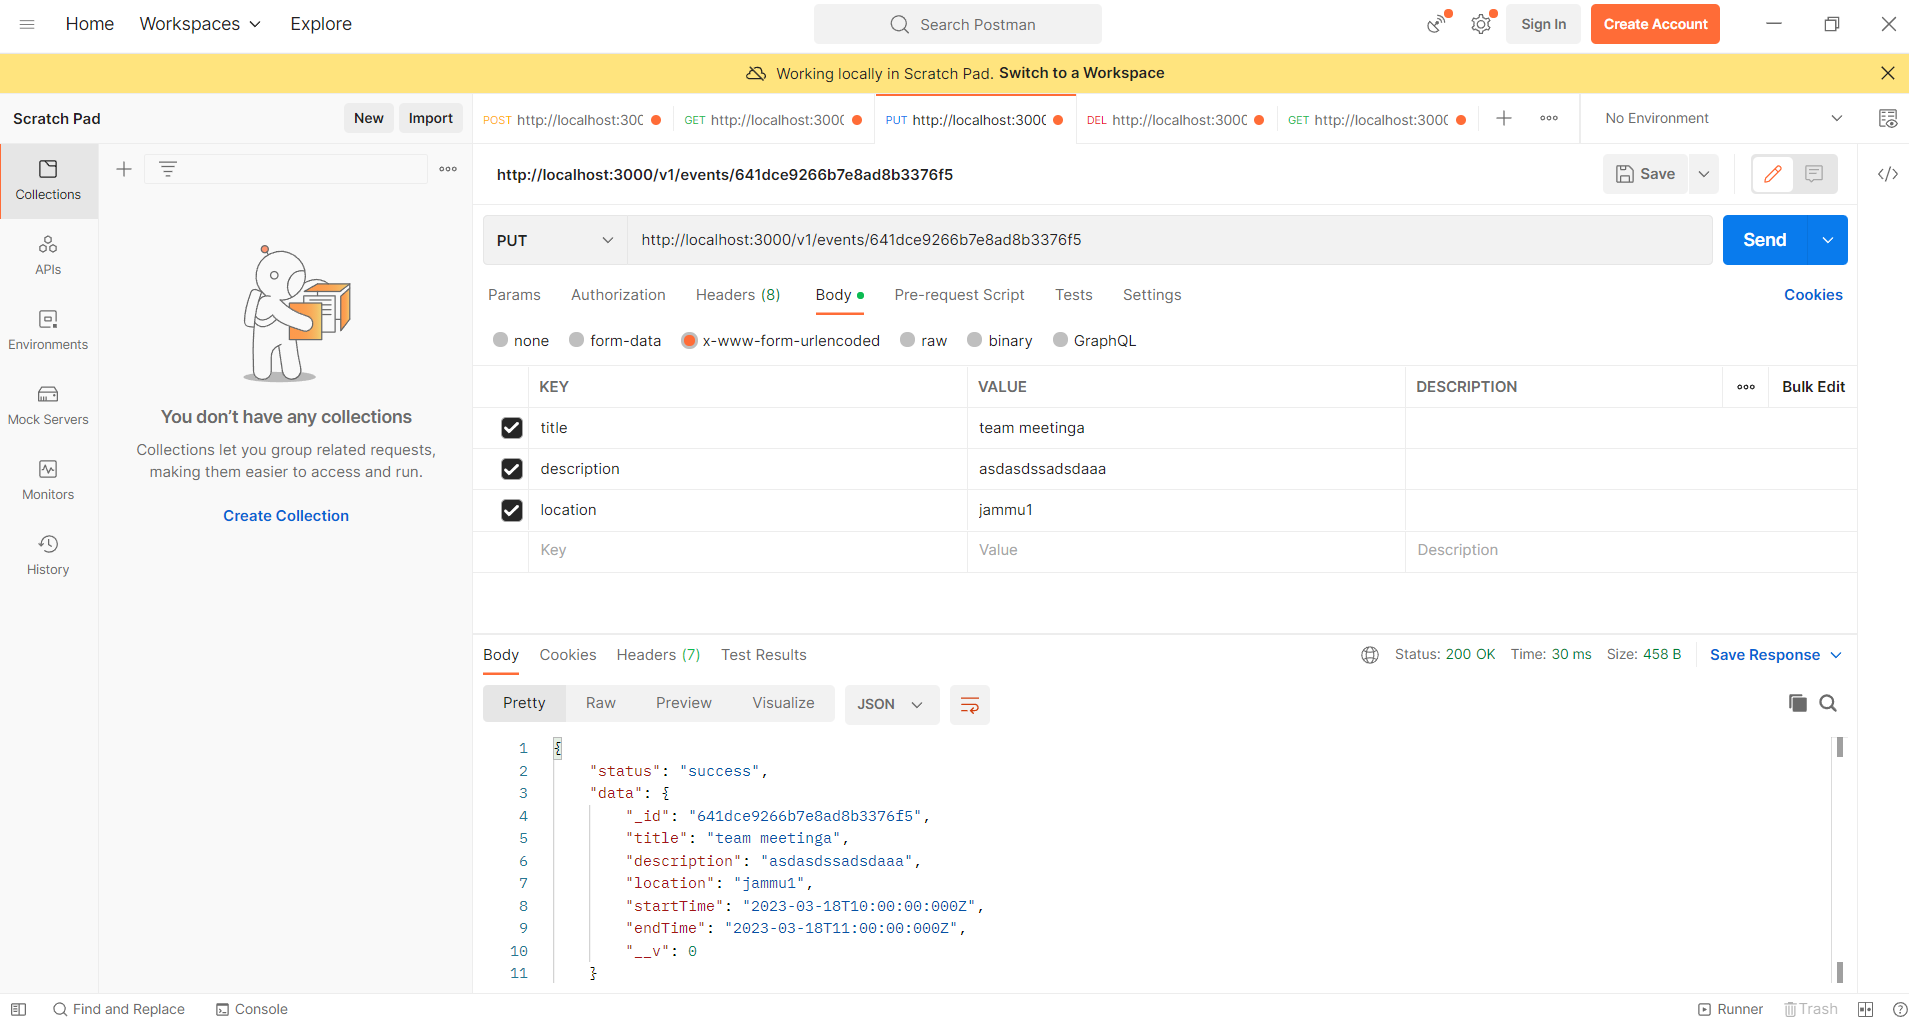 Home Workspaces Explore Search Postman Sign In Create Account
Working locally in Scratch Pad. Switch to a Workspace
Scratch Pad New Import
POST http://localhost:300 GET http://localhost:300 PUT http://localhost:300 DEL http://localhost:300 GET http://localhost:300 No Environment
Collections
APIs
Environments
Mock Servers
Monitors
History
You don’t have any collections
Collections let you group related requests,
making them easier to access and run.
Create Collection
http://localhost:3000/v1/events/641dce9266b7e8ad8b3376f5 Save
PUT http://localhost:3000/v1/events/641dce9266b7e8ad8b3376f5 Send
Params Authorization Headers (8) Body Pre-request Script Tests Settings Cookies
none form-data x-www-form-urlencoded raw binary GraphQL
KEY VALUE DESCRIPTION Bulk Edit
title team meetinga
description asdasdssadsdaaa
location jammu1
Key Value Description
Body Cookies Headers (7) Test Results Status: 200 OK Time: 30 ms Size: 458 B Save Response
Pretty Raw Preview Visualize JSON
1 {
2 "status": "success",
3 "data": {
4 "_id": "641dce9266b7e8ad8b3376f5",
5 "title": "team meetinga",
6 "description": "asdasdssadsdaaa",
7 "location": "jammu1",
8 "startTime": "2023-03-18T10:00:00:000Z",
9 "endTime": "2023-03-18T11:00:00:000Z",
10 "__v": 0
11 }
Find and Replace Console Runner Trash